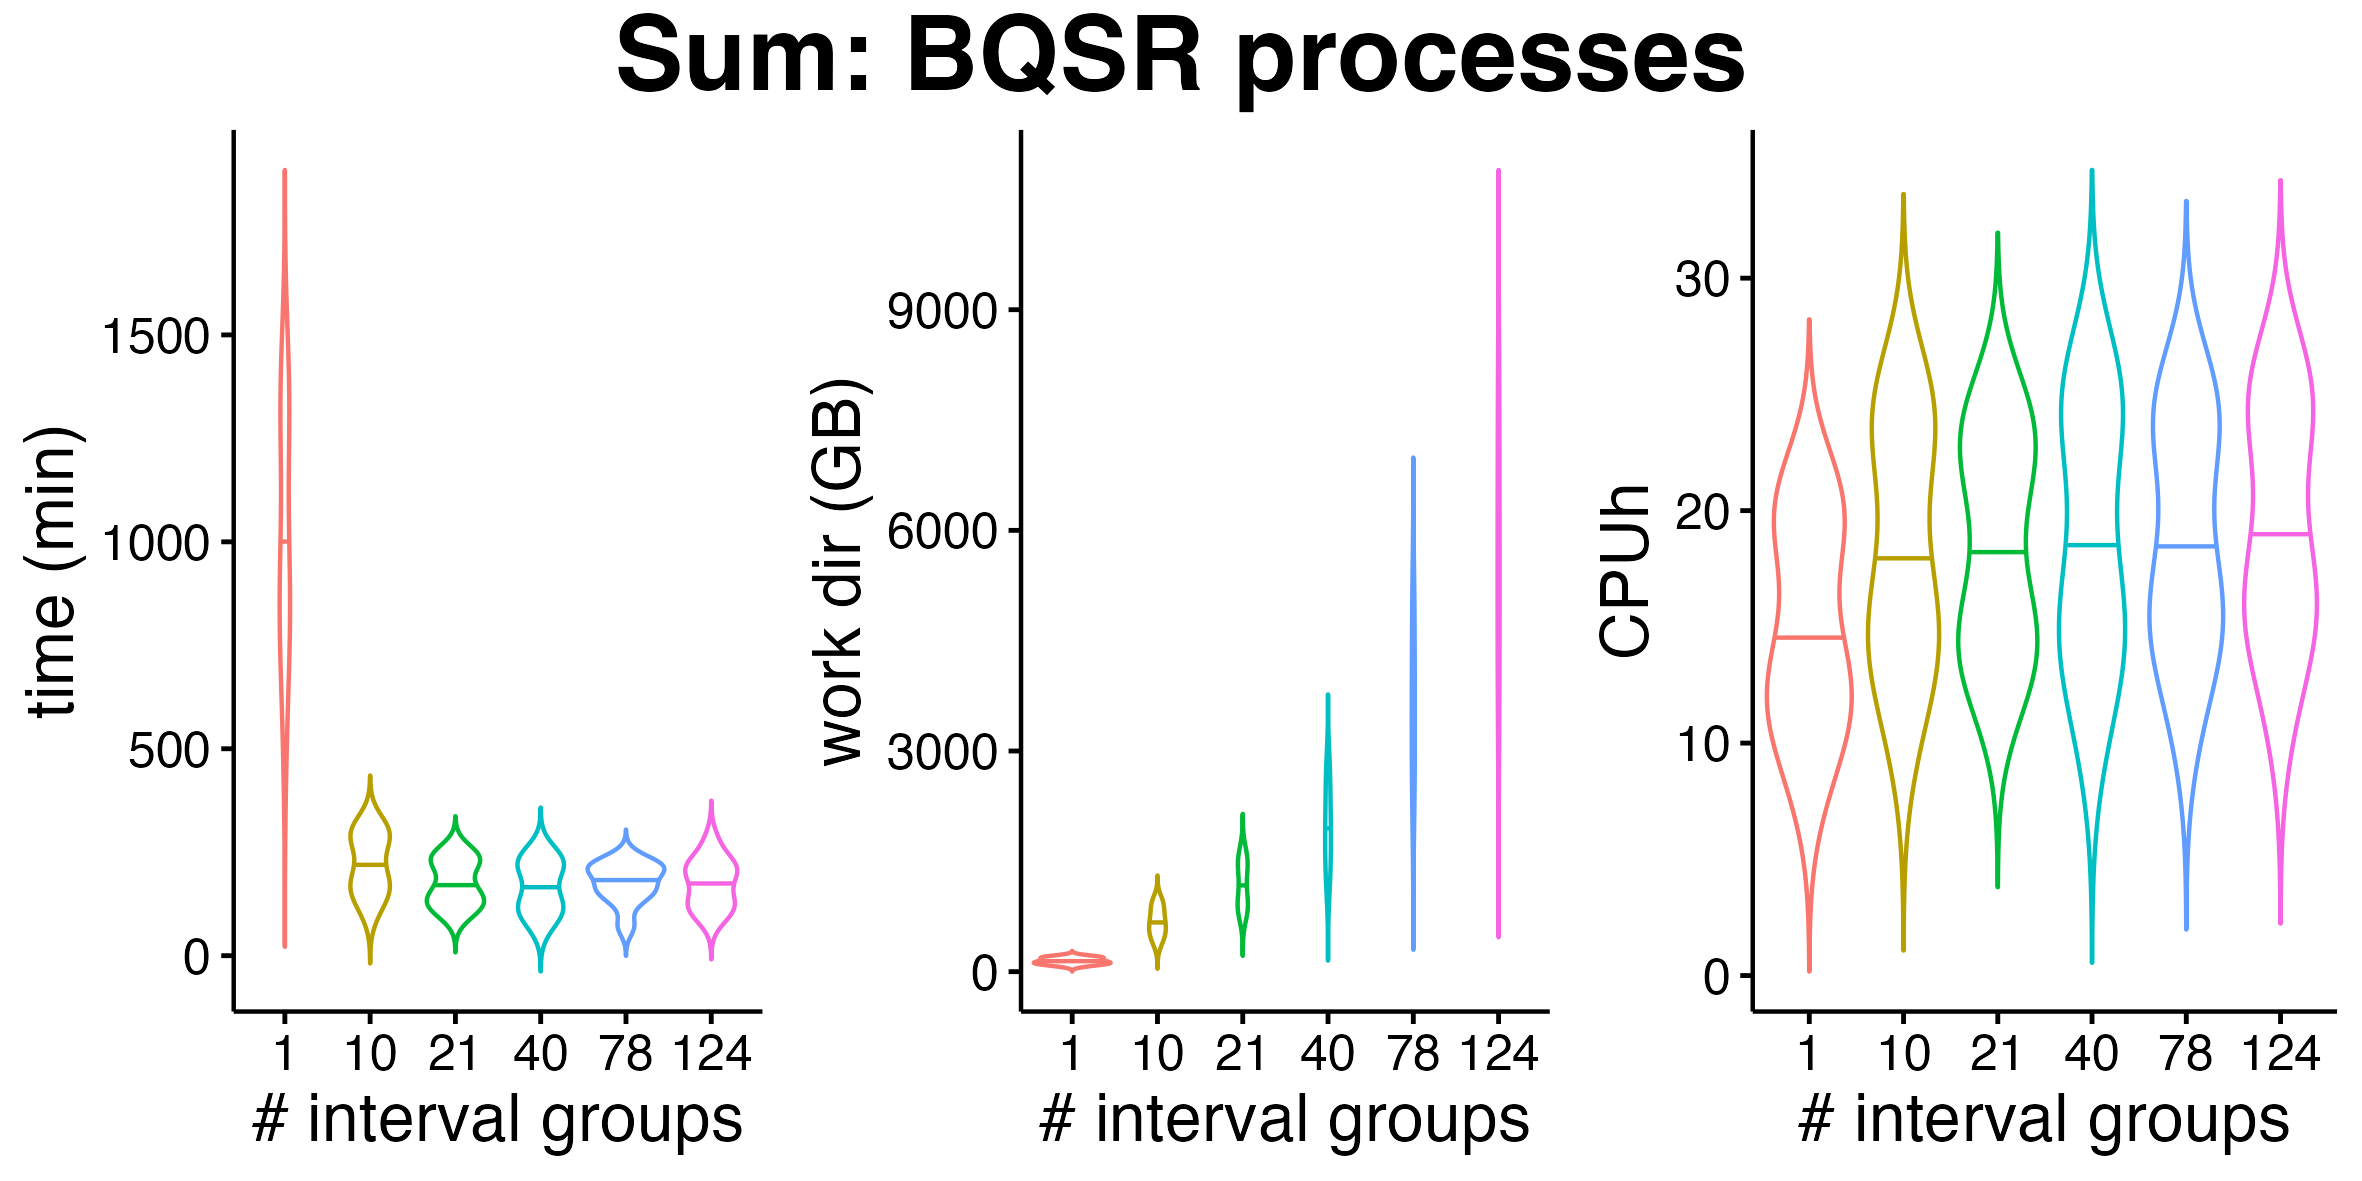 Sum: BQSR processes
time (min)
1500
1000
500
0
1 10 21 40 78 124
# interval groups
work dir (GB)
9000
6000
3000
0
1 10 21 40 78 124
# interval groups
CPUh
30
20
10
0
1 10 21 40 78 124
# interval groups